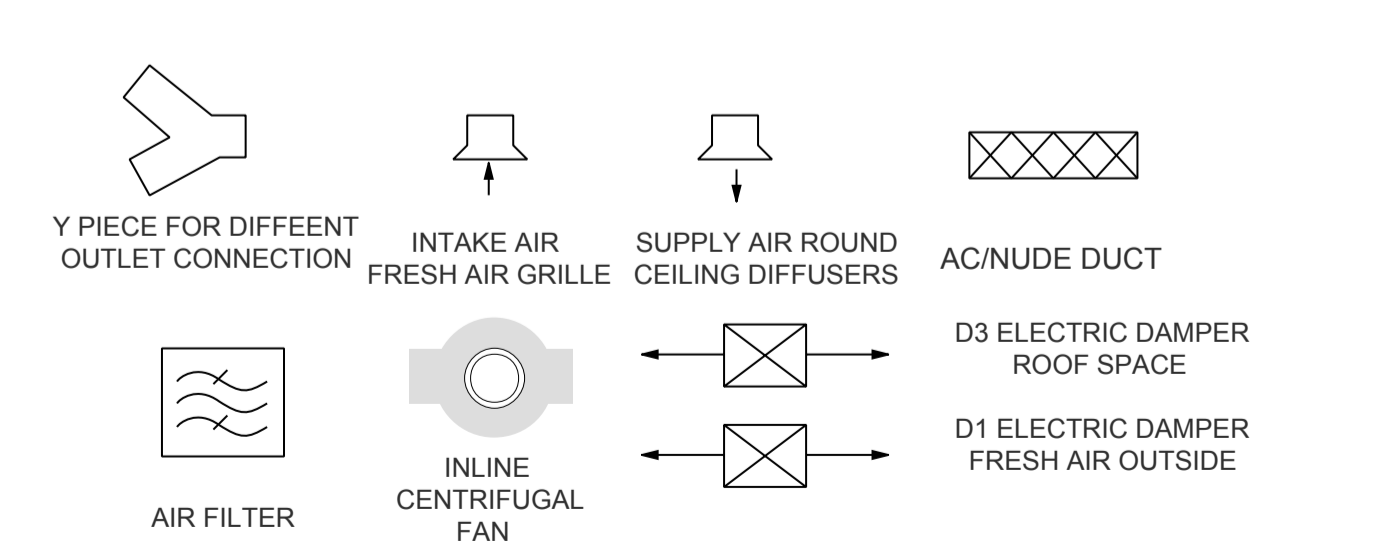 Y PIECE FOR DIFFEENT
OUTLET CONNECTION
INTAKE AIR
FRESH AIR GRILLE
SUPPLY AIR ROUND
CEILING DIFFUSERS
AC/NUDE DUCT
AIR FILTER
INLINE
CENTRIFUGAL
FAN
D3 ELECTRIC DAMPER
ROOF SPACE
D1 ELECTRIC DAMPER
FRESH AIR OUTSIDE